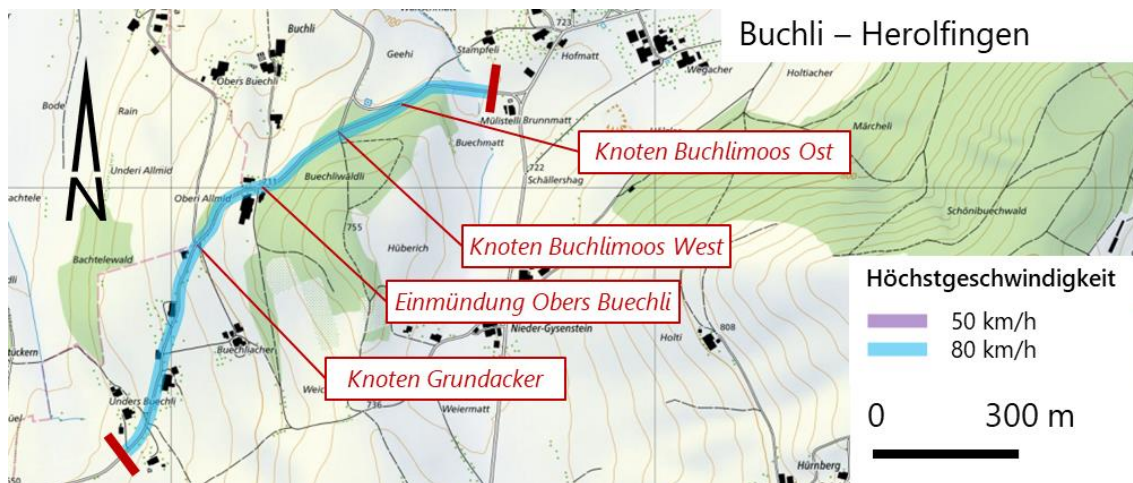 Buchli – Herolfingen
723
Buchli
Stampfeli
Geehi
Hofmatt
Wegacher
Holtiacher
Obers Buechli
Bode
Rain
Mülistelli
Brunnmatt
Märcheli
Knoten Buchlimoos Ost
Buechmatt
Underi Allmid
722
Buechliwäldli
Schällershag
Oberi Allmid
Schönibuechwald
755
Knoten Buchlimoos West
Bachtelewald
Hüberich
Höchstgeschwindigkeit
Einmündung Obers Buechli
50 km/h
Nieder-Gysenstein
808
Holti
80 km/h
Buechliacher
Knoten Grundacker
Unders Buechli
736
Weiermatt
0 300 m
Hürnberg